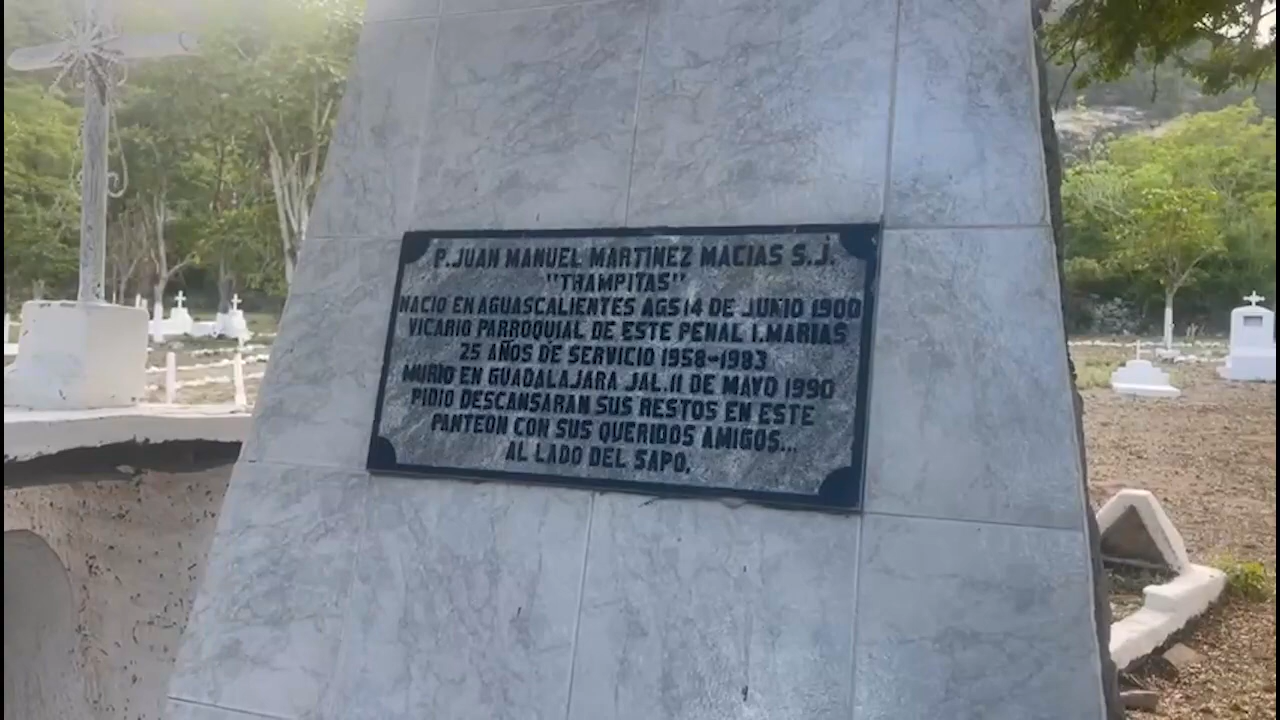 P. JUAN MANUEL MARTINEZ MACIAS S.J.
"TRAMPITAS"
NACIO EN AGUASCALIENTES AGS 14 DE JUNIO 1900
VICARIO PARROQUIAL DE ESTE PENAL I. MARIAS
25 AÑOS DE SERVICIO 1958-1983
MURIO EN GUADALAJARA JAL. 11 DE MAYO 1990
PIDIO DESCANSARAN SUS RESTOS EN ESTE
PANTEON CON SUS QUERIDOS AMIGOS...
AL LADO DEL SAPO.